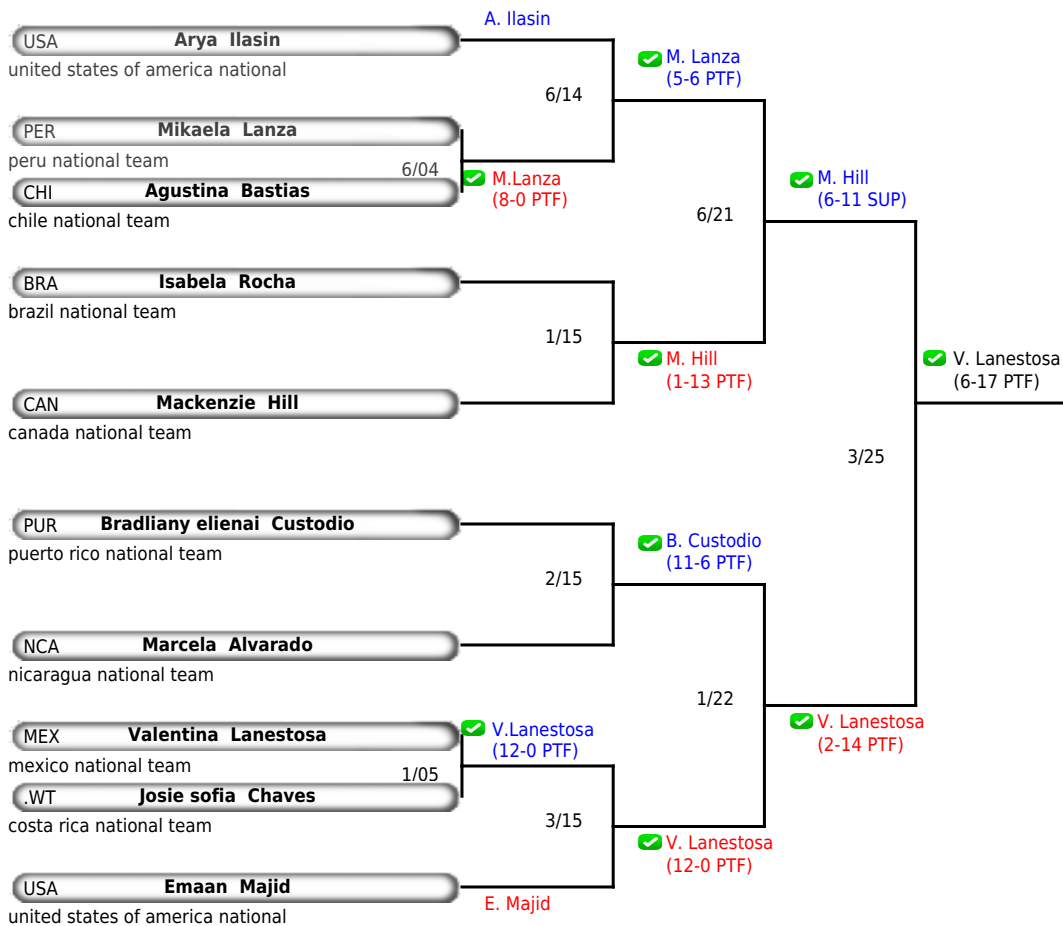 A. Ilasin
USA Arya Ilasin
united states of america national
M. Lanza
(5-6 PTF)
6/14
PER Mikaela Lanza
peru national team
6/04
M.Lanza
(8-0 PTF)
CHI Agustina Bastias
chile national team
M. Hill
(6-11 SUP)
6/21
BRA Isabela Rocha
brazil national team
1/15
M. Hill
(1-13 PTF)
V. Lanestosa
(6-17 PTF)
CAN Mackenzie Hill
canada national team
3/25
PUR Bradliany elienai Custodio
puerto rico national team
B. Custodio
(11-6 PTF)
2/15
NCA Marcela Alvarado
nicaragua national team
1/22
V. Lanestosa
(2-14 PTF)
MEX Valentina Lanestosa
mexico national team
V.Lanestosa
(12-0 PTF)
1/05
.WT Josie sofia Chaves
costa rica national team
3/15
V. Lanestosa
(12-0 PTF)
USA Emaan Majid
united states of america national
E. Majid